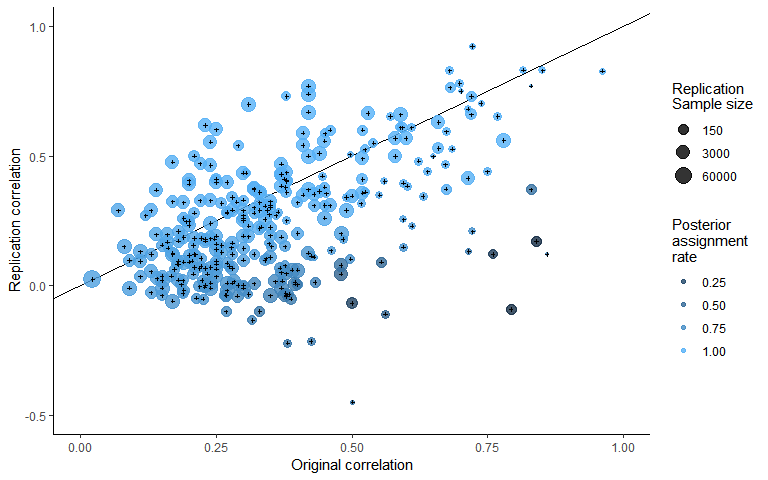 1.0
0.5
0.0
-0.5
Replication correlation
0.00
0.25
0.50
0.75
1.00
Original correlation
Replication
Sample size
150
3000
60000
Posterior
assignment
rate
0.25
0.50
0.75
1.00